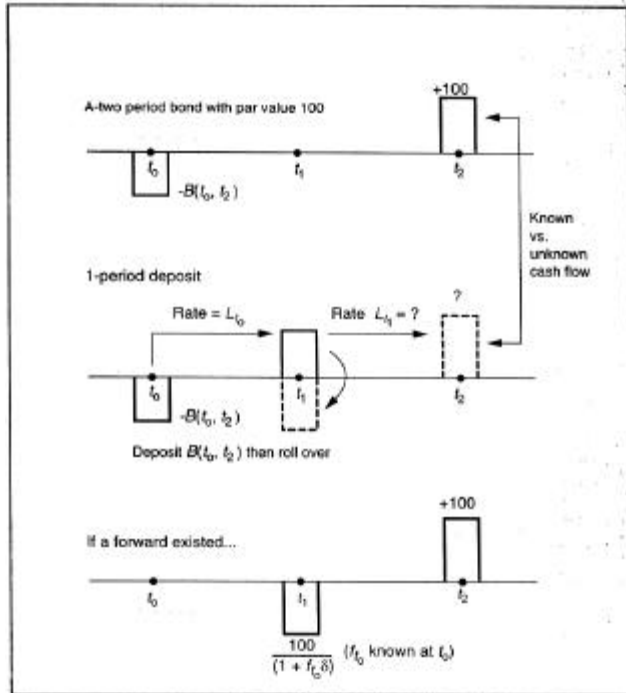 +100
A-two period bond with par value 100
t₀ t₁ t₂
-B(t₀, t₂)
Known
vs.
unknown
cash flow
1-period deposit
?
Rate = Lₜ₀ Rate Lₜ₁ = ?
t₀ t₁ t₂
-B(t₀, t₂)
Deposit B(t₀, t₂) then roll over
+100
If a forward existed...
t₀ t₁ t₂
100
(1 + fₜ₀δ) (fₜ₀ known at t₀)